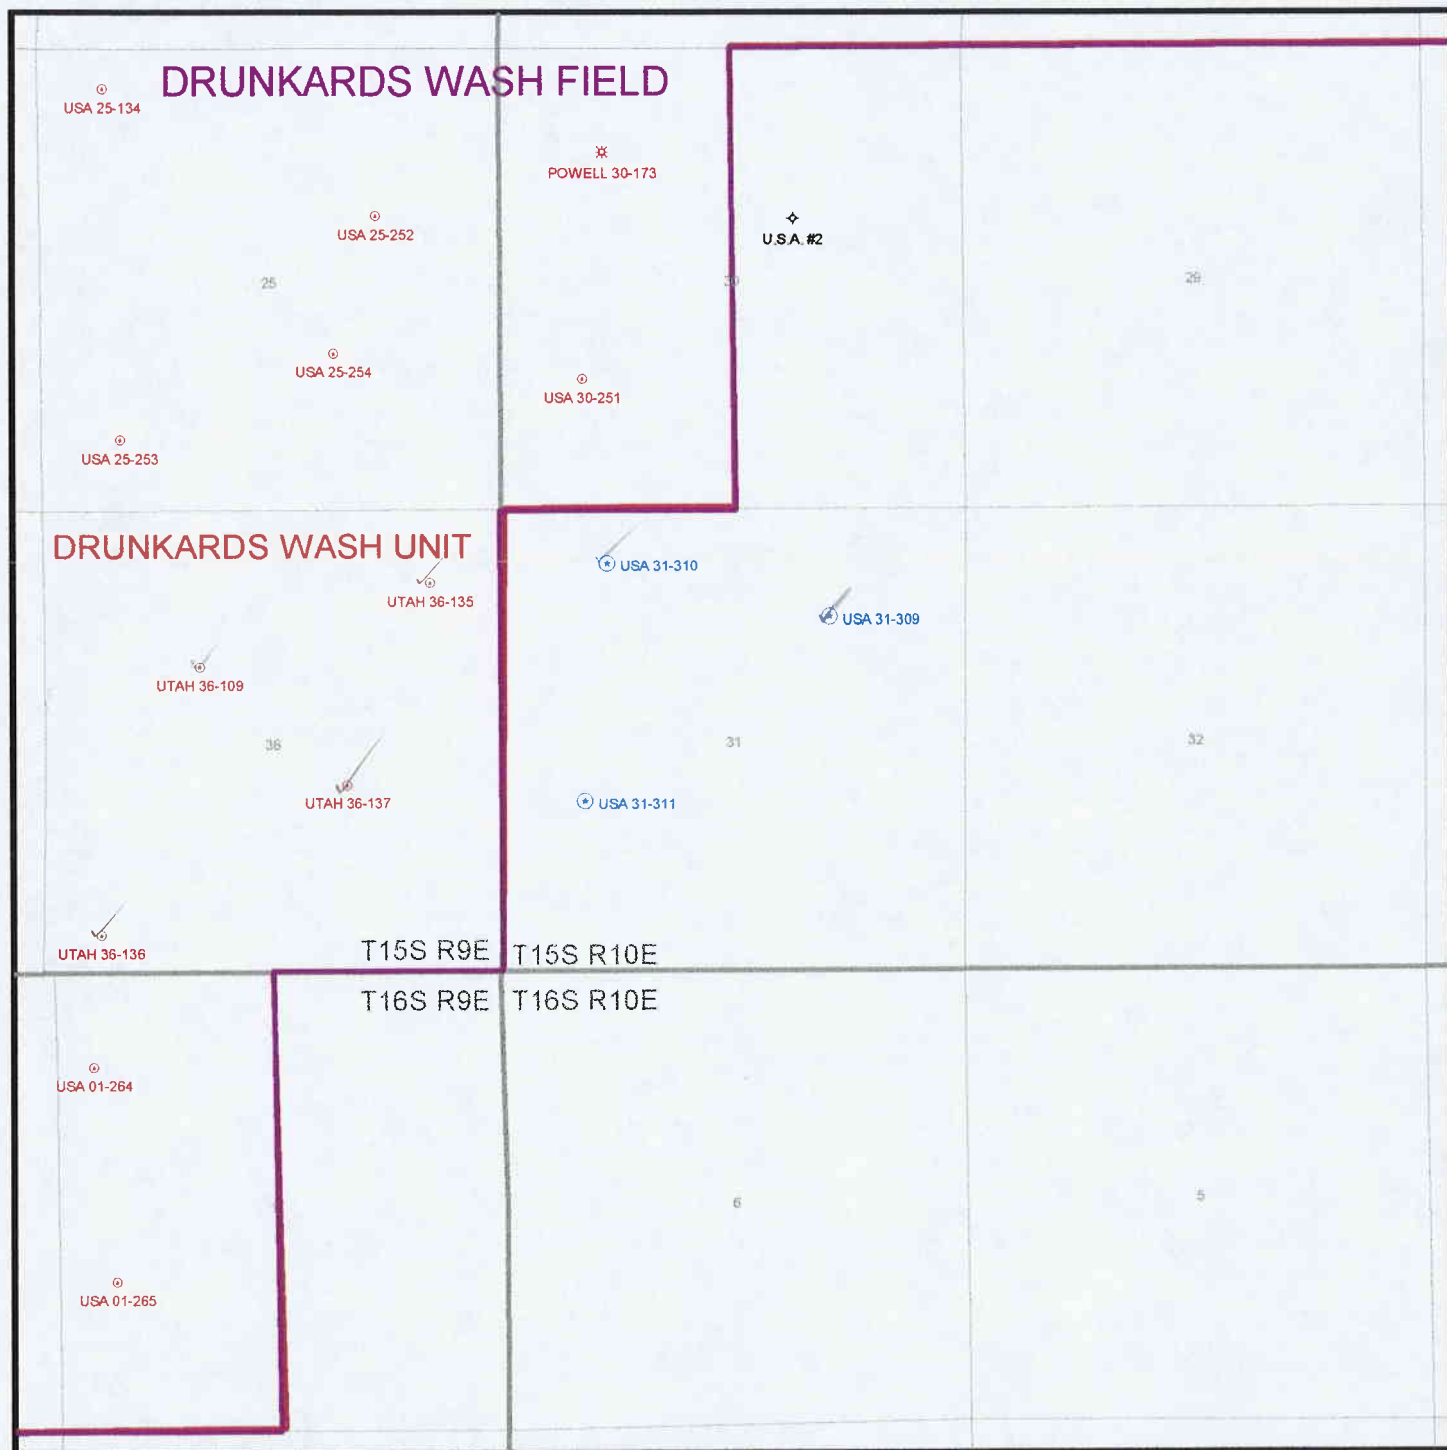 DRUNKARDS WASH FIELD
USA 25-134
POWELL 30-173
USA 25-252
U.S.A. #2
25
30
29
USA 25-254
USA 30-251
USA 25-253
DRUNKARDS WASH UNIT
USA 31-310
UTAH 36-135
USA 31-309
UTAH 36-109
36
31
32
UTAH 36-137
USA 31-311
UTAH 36-136
T15S R9E
T15S R10E
T16S R9E
T16S R10E
USA 01-264
6
5
USA 01-265